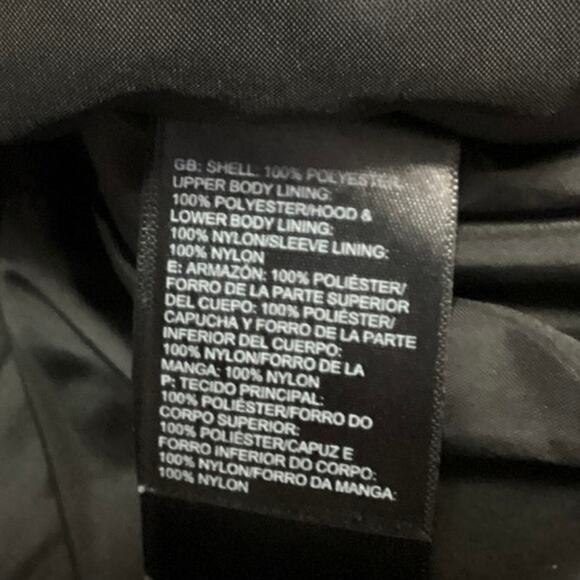 GB: SHELL: 100% POLYESTER
UPPER BODY LINING:
100% POLYESTER/HOOD &
LOWER BODY LINING:
100% NYLON/SLEEVE LINING:
100% NYLON
E: ARMAZÓN: 100% POLIÉSTER/
FORRO DE LA PARTE SUPERIOR
DEL CUEPO: 100% POLIÉSTER/
CAPUCHA Y FORRO DE LA PARTE
INFERIOR DEL CUERPO:
100% NYLON/FORRO DE LA
MANGA: 100% NYLON
P: TECIDO PRINCIPAL:
100% POLIÉSTER/FORRO DO
CORPO SUPERIOR:
100% POLIÉSTER/CAPUZ E
FORRO INFERIOR DO CORPO:
100% NYLON/FORRO DA MANGA:
100% NYLON